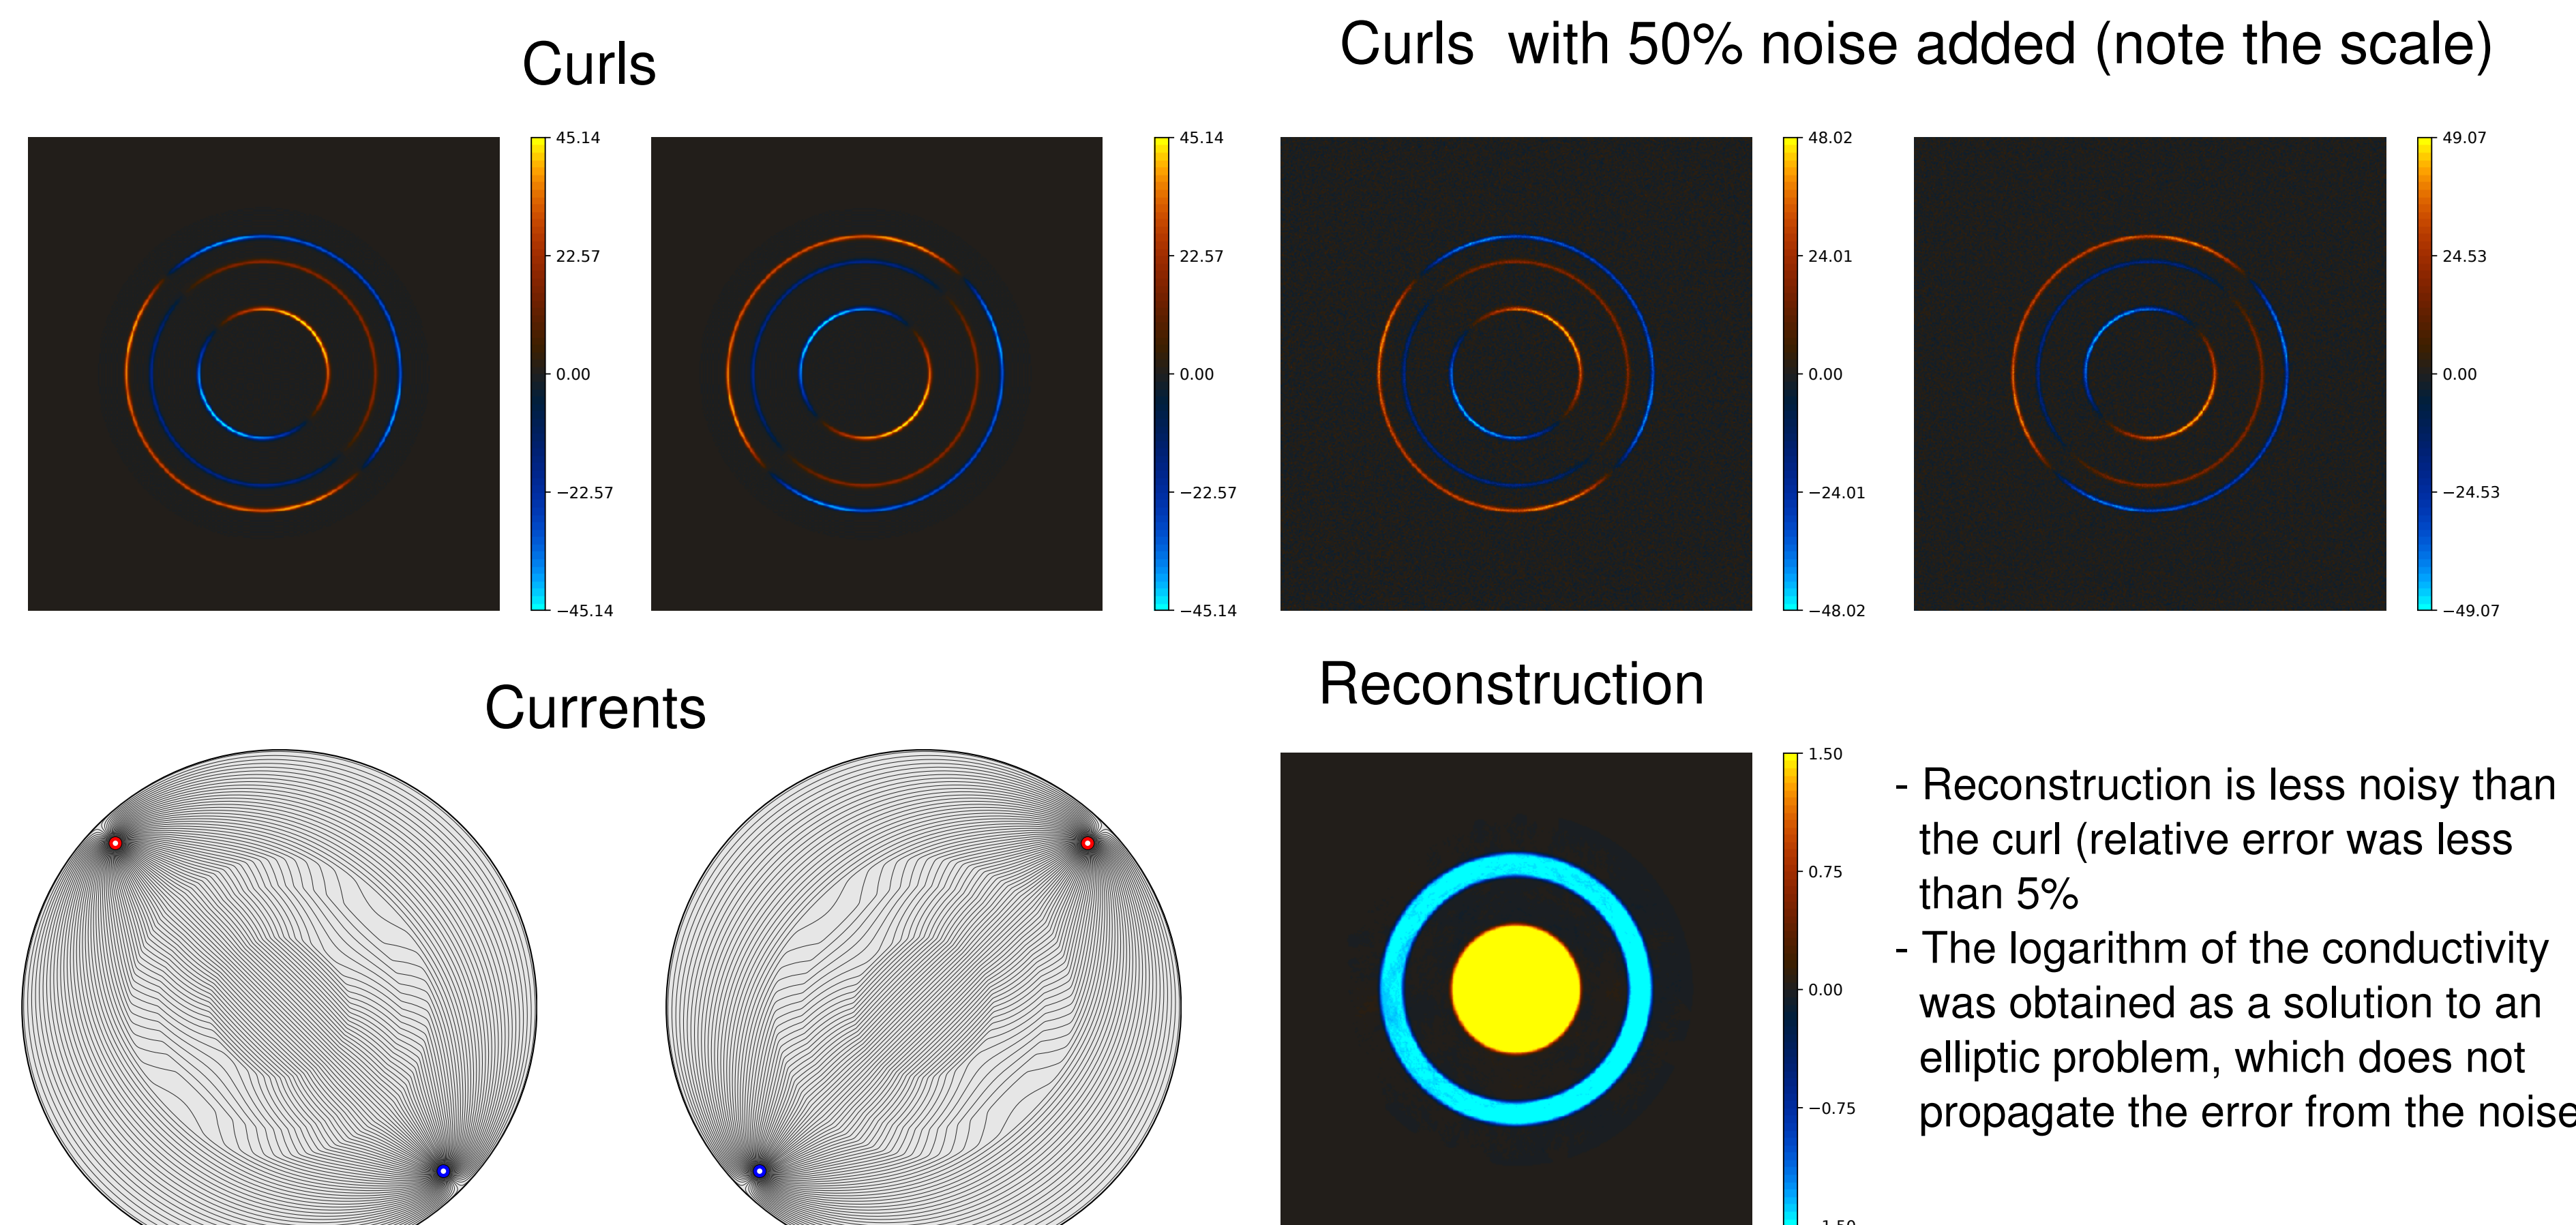 Curls
Curls with 50% noise added (note the scale)
45.14
22.57
0.00
−22.57
−45.14
45.14
22.57
0.00
−22.57
−45.14
48.02
24.01
0.00
−24.01
−48.02
49.07
24.53
0.00
−24.53
−49.07
Currents
Reconstruction
1.50
0.75
0.00
−0.75
- Reconstruction is less noisy than
the curl (relative error was less
than 5%
- The logarithm of the conductivity
was obtained as a solution to an
elliptic problem, which does not
propagate the error from the noise